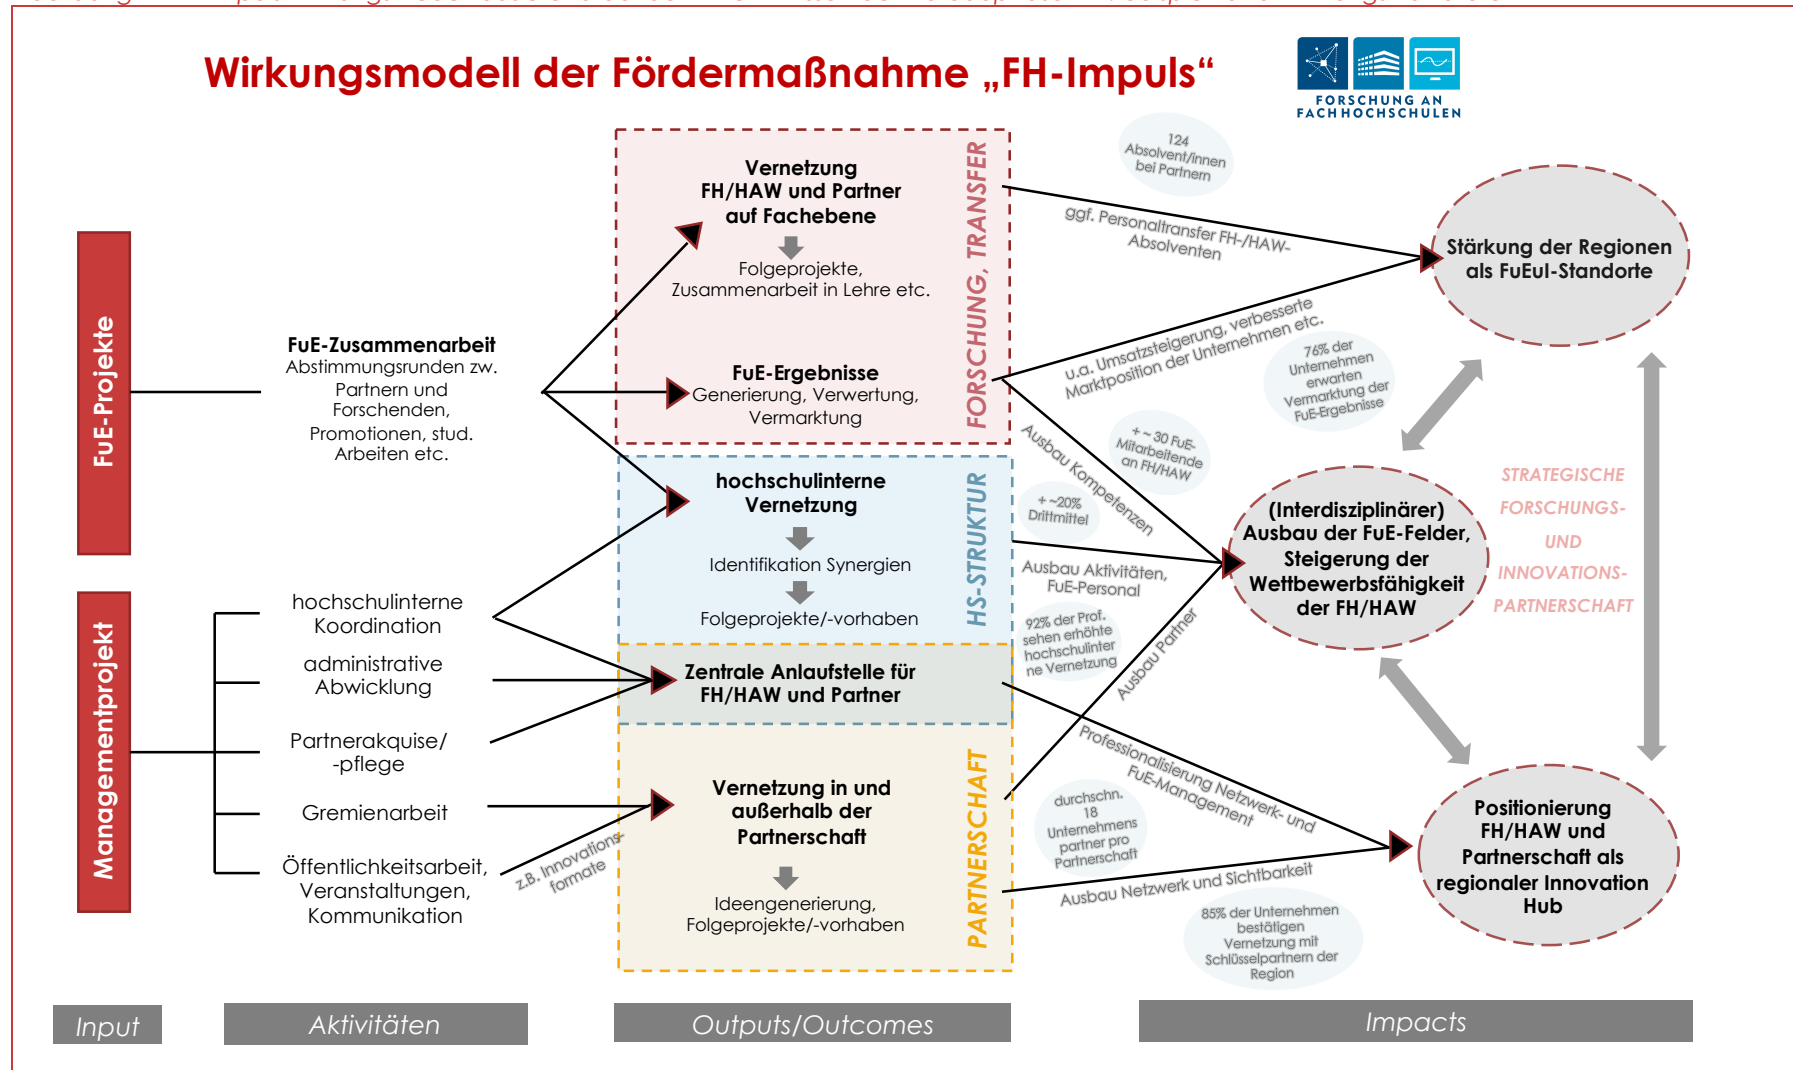 Wirkungsmodell der Fördermaßnahme „FH-Impuls“
FORSCHUNG AN
FACHHOCHSCHULEN
FuE-Projekte
Managementprojekt
FuE-Zusammenarbeit
Abstimmungsrunden zw.
Partnern und
Forschenden,
Promotionen, stud.
Arbeiten etc.
hochschulinterne
Koordination
administrative
Abwicklung
Partnerakquise/
-pflege
Gremienarbeit
Öffentlichkeitsarbeit,
Veranstaltungen,
Kommunikation
z.B. Innovations-
formate
Vernetzung
FH/HAW und Partner
auf Fachebene
Folgeprojekte,
Zusammenarbeit in Lehre etc.
FuE-Ergebnisse
Generierung, Verwertung,
Vermarktung
FORSCHUNG, TRANSFER
hochschulinterne
Vernetzung
Identifikation Synergien
Folgeprojekte/-vorhaben
HS-STRUKTUR
Zentrale Anlaufstelle für
FH/HAW und Partner
Vernetzung in und
außerhalb der
Partnerschaft
Ideengenerierung,
Folgeprojekte/-vorhaben
PARTNERSCHAFT
124
Absolvent/innen
bei Partnern
ggf. Personaltransfer FH-/HAW-
Absolventen
u.a. Umsatzsteigerung, verbesserte
Marktposition der Unternehmen etc.
76% der
Unternehmen
erwarten
Vermarktung der
FuE-Ergebnisse
Ausbau Kompetenzen
+ ~ 30 FuE-
Mitarbeitende
an FH/HAW
+ ~20%
Drittmittel
Ausbau Aktivitäten,
FuE-Personal
92% der Prof.
sehen erhöhte
hochschulinter
ne Vernetzung
Ausbau Partner
Professionalisierung Netzwerk- und
FuE-Management
durchschn.
18
Unternehmens
partner pro
Partnerschaft
Ausbau Netzwerk und Sichtbarkeit
85% der Unternehmen
bestätigen
Vernetzung mit
Schlüsselpartnern der
Region
Stärkung der Regionen
als FuEuI-Standorte
(Interdisziplinärer)
Ausbau der FuE-Felder,
Steigerung der
Wettbewerbsfähigkeit
der FH/HAW
STRATEGISCHE
FORSCHUNGS-
UND
INNOVATIONS-
PARTNERSCHAFT
Positionierung
FH/HAW und
Partnerschaft als
regionaler Innovation
Hub
Input
Aktivitäten
Outputs/Outcomes
Impacts